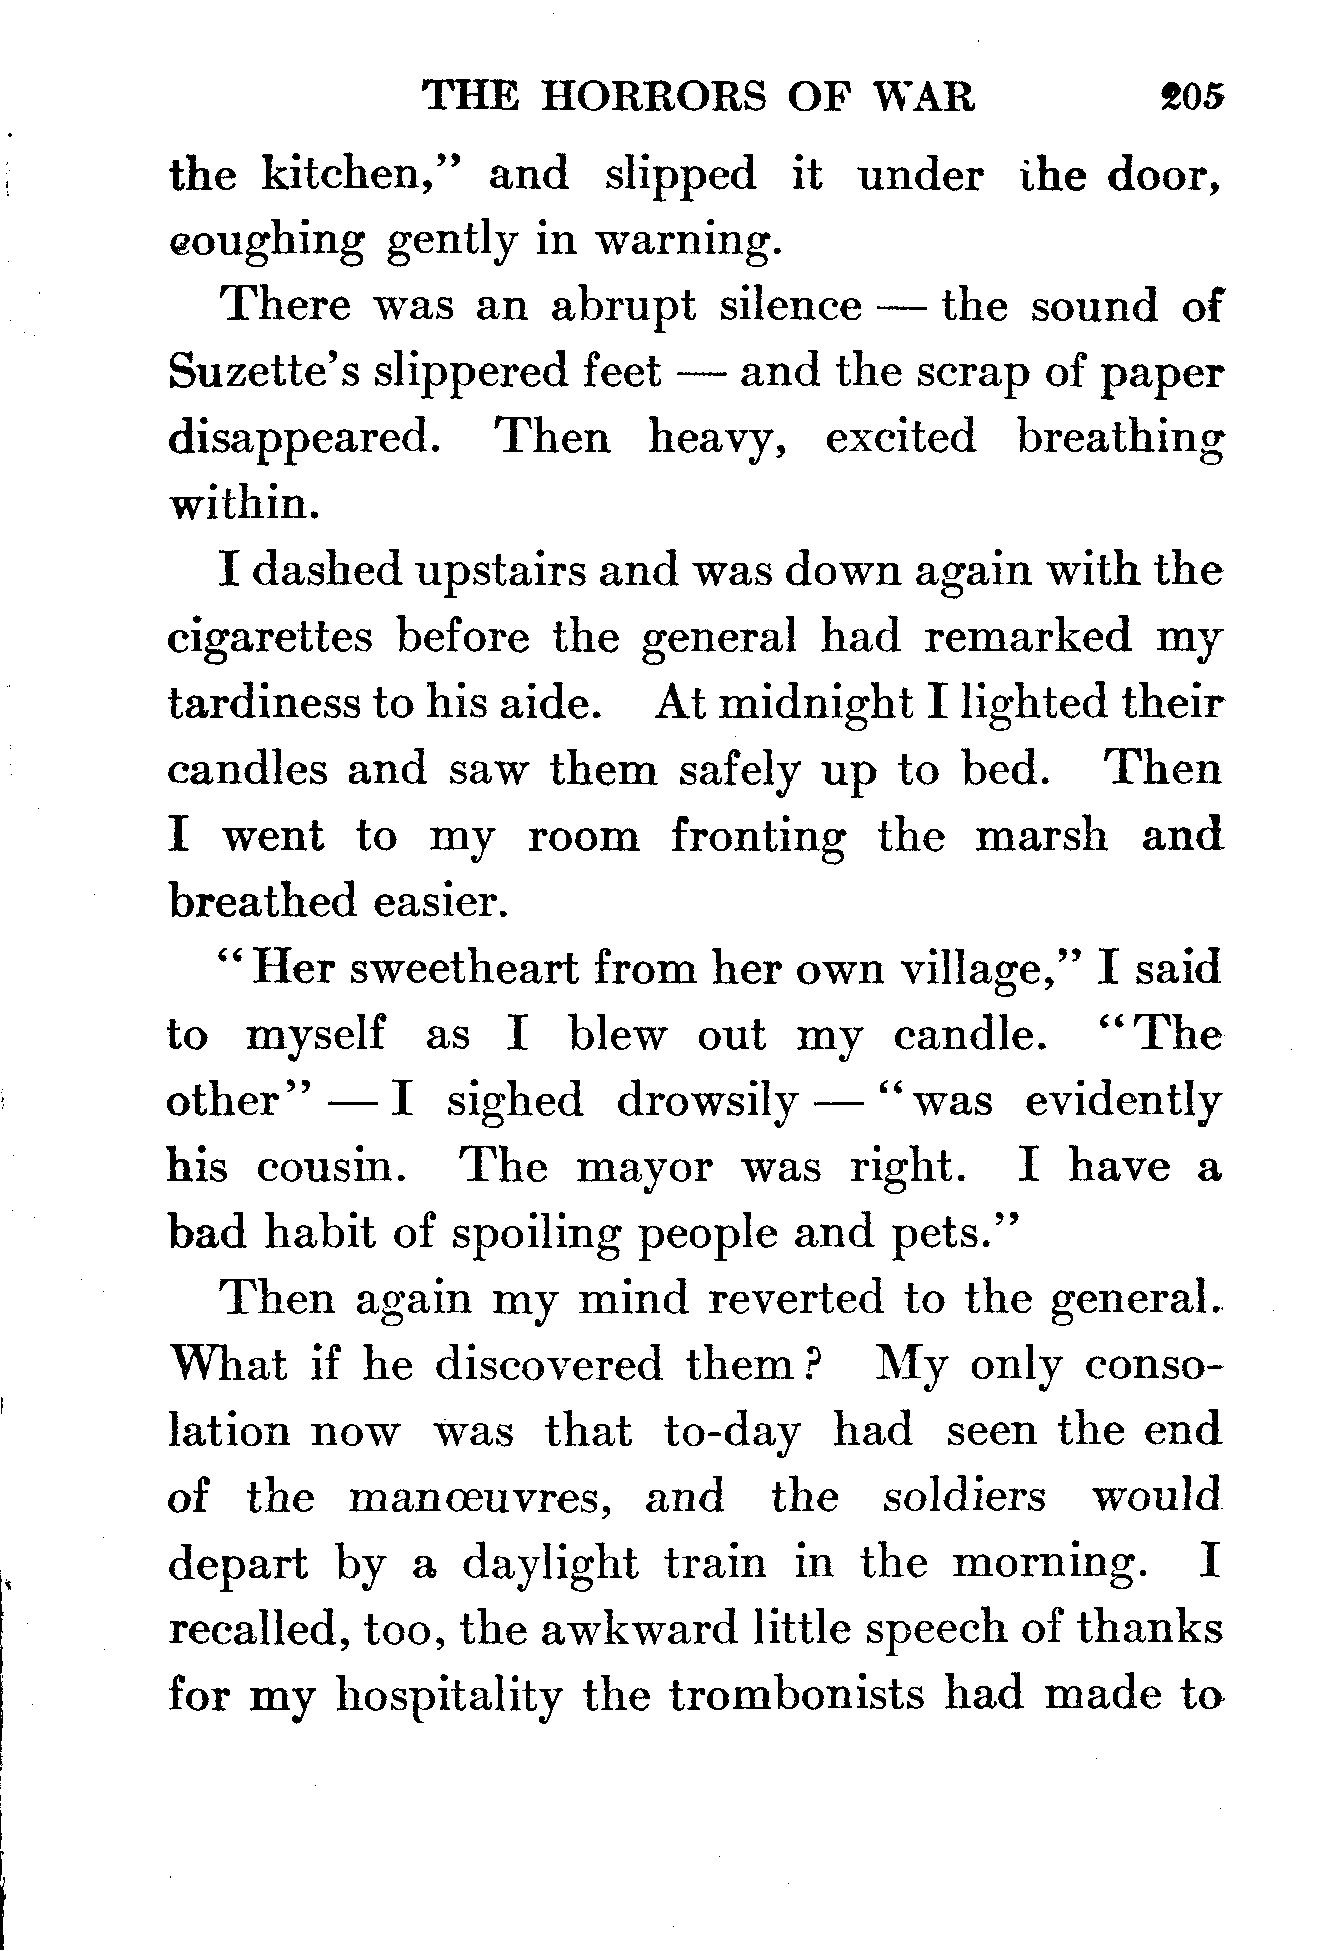 THE HORRORS OF WAR 205
the kitchen,” and slipped it under the door,
coughing gently in warning.
There was an abrupt silence — the sound of
Suzette’s slippered feet — and the scrap of paper
disappeared. Then heavy, excited breathing
within.
I dashed upstairs and was down again with the
cigarettes before the general had remarked my
tardiness to his aide. At midnight I lighted their
candles and saw them safely up to bed. Then
I went to my room fronting the marsh and
breathed easier.
“Her sweetheart from her own village,” I said
to myself as I blew out my candle. “The
other” — I sighed drowsily — “was evidently
his cousin. The mayor was right. I have a
bad habit of spoiling people and pets.”
Then again my mind reverted to the general.
What if he discovered them? My only conso-
lation now was that to-day had seen the end
of the manœuvres, and the soldiers would
depart by a daylight train in the morning. I
recalled, too, the awkward little speech of thanks
for my hospitality the trombonists had made to